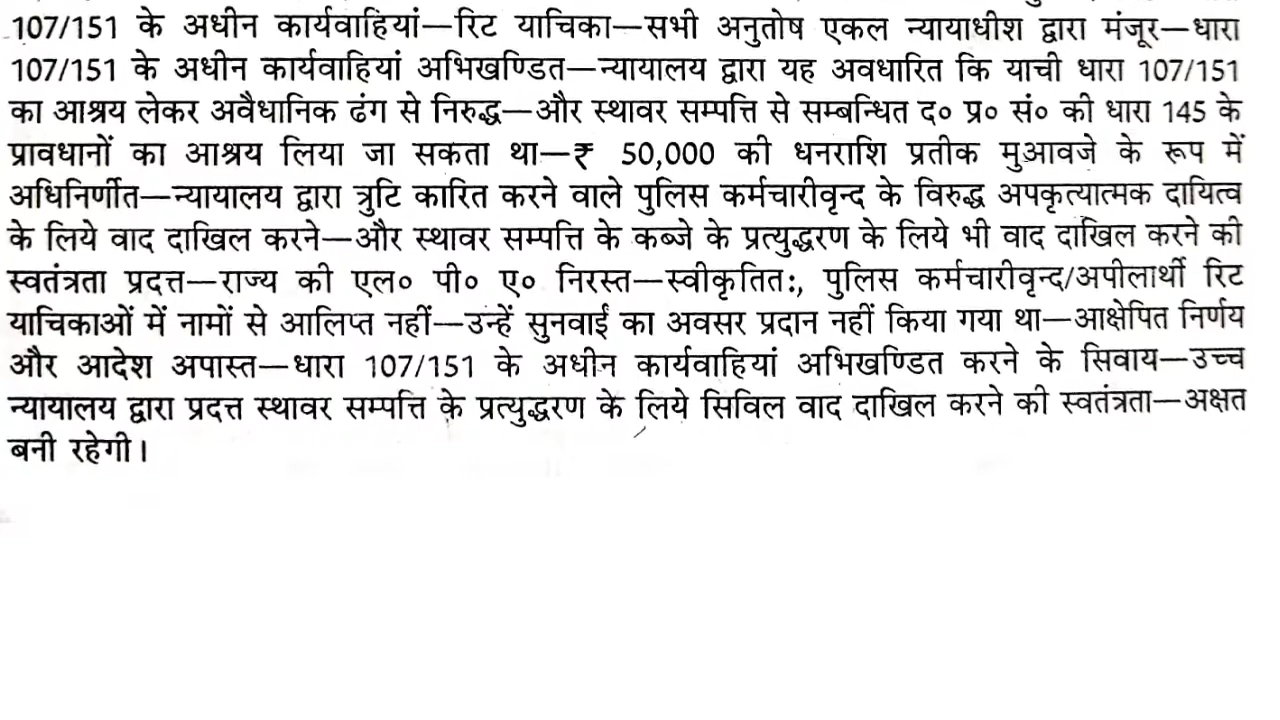 107/151 के अधीन कार्यवाहियां—रिट याचिका—सभी अनुतोष एकल न्यायाधीश द्वारा मंजूर—धारा
107/151 के अधीन कार्यवाहियां अभिखण्डित—न्यायालय द्वारा यह अवधारित कि याची धारा 107/151
का आश्रय लेकर अवैधानिक ढंग से निरुद्ध—और स्थावर सम्पत्ति से सम्बन्धित द० प्र० सं० की धारा 145 के
प्रावधानों का आश्रय लिया जा सकता था—₹ 50,000 की धनराशि प्रतीक मुआवजे के रूप में
अधिनिर्णीत—न्यायालय द्वारा त्रुटि कारित करने वाले पुलिस कर्मचारीवृन्द के विरुद्ध अपकृत्यात्मक दायित्व
के लिये वाद दाखिल करने—और स्थावर सम्पत्ति के कब्जे के प्रत्युद्धरण के लिये भी वाद दाखिल करने की
स्वतंत्रता प्रदत्त—राज्य की एल० पी० ए० निरस्त—स्वीकृतितः, पुलिस कर्मचारीवृन्द/अपीलार्थी रिट
याचिकाओं में नामों से आलिप्त नहीं—उन्हें सुनवाई का अवसर प्रदान नहीं किया गया था—आक्षेपित निर्णय
और आदेश अपास्त—धारा 107/151 के अधीन कार्यवाहियां अभिखण्डित करने के सिवाय—उच्च
न्यायालय द्वारा प्रदत्त स्थावर सम्पत्ति के प्रत्युद्धरण के लिये सिविल वाद दाखिल करने की स्वतंत्रता—अक्षत
बनी रहेगी।